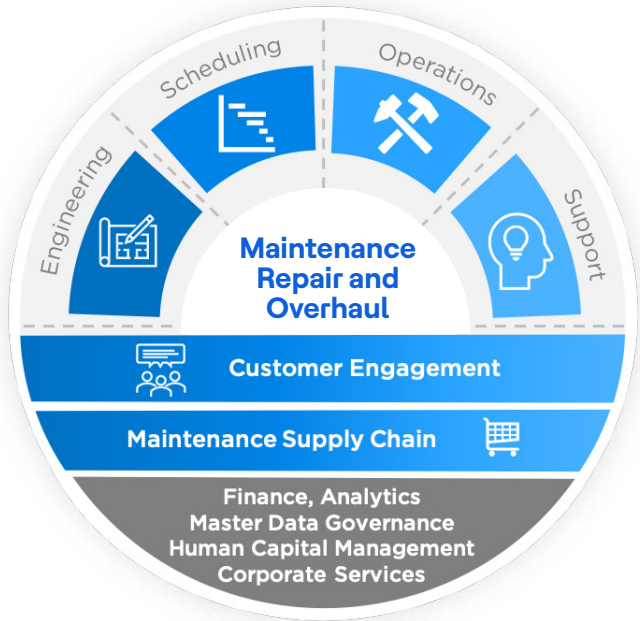 Engineering
Scheduling
Operations
Support
Maintenance
Repair and
Overhaul
Customer Engagement
Maintenance Supply Chain
Finance, Analytics
Master Data Governance
Human Capital Management
Corporate Services